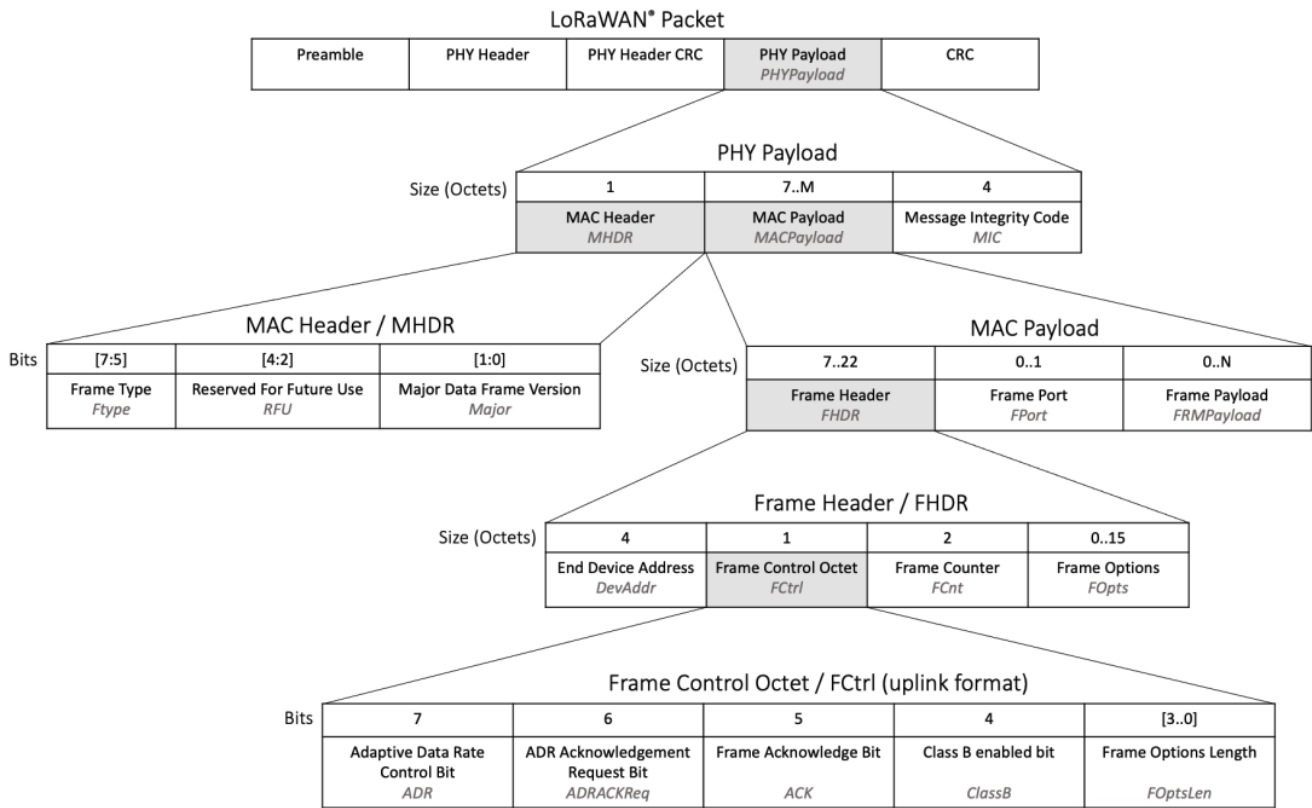 LoRaWAN® Packet
Preamble PHY Header PHY Header CRC PHY Payload CRC
PHYPayload
PHY Payload
Size (Octets) 1 7..M 4
MAC Header MAC Payload Message Integrity Code
MHDR MACPayload MIC
MAC Header / MHDR
Bits [7:5] [4:2] [1:0]
Frame Type Reserved For Future Use Major Data Frame Version
Ftype RFU Major
MAC Payload
Size (Octets) 7..22 0..1 0..N
Frame Header Frame Port Frame Payload
FHDR FPort FRMPayload
Frame Header / FHDR
Size (Octets) 4 1 2 0..15
End Device Address Frame Control Octet Frame Counter Frame Options
DevAddr FCtrl FCnt FOpts
Frame Control Octet / FCtrl (uplink format)
Bits 7 6 5 4 [3..0]
Adaptive Data Rate ADR Acknowledgement Frame Acknowledge Bit Class B enabled bit Frame Options Length
Control Bit Request Bit
ADR ADRACKReq ACK ClassB FOptsLen